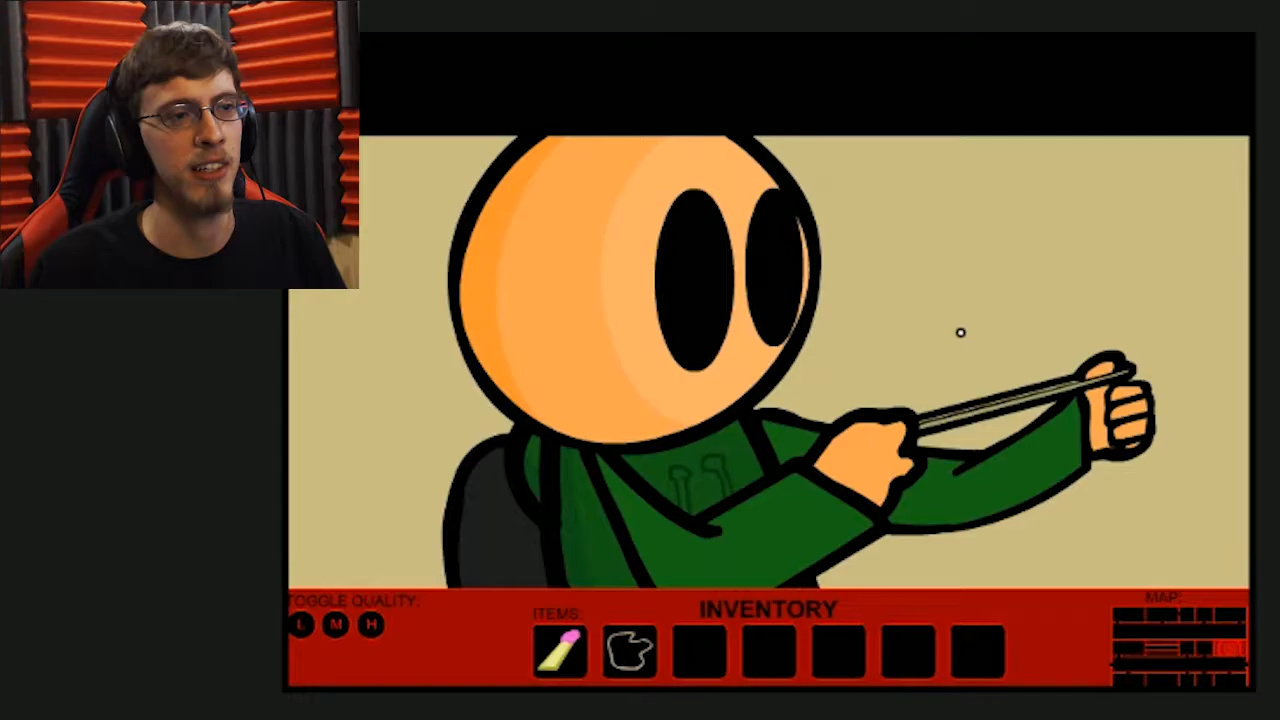 TOGGLE QUALITY:
L M H
ITEMS:
INVENTORY
MAP: